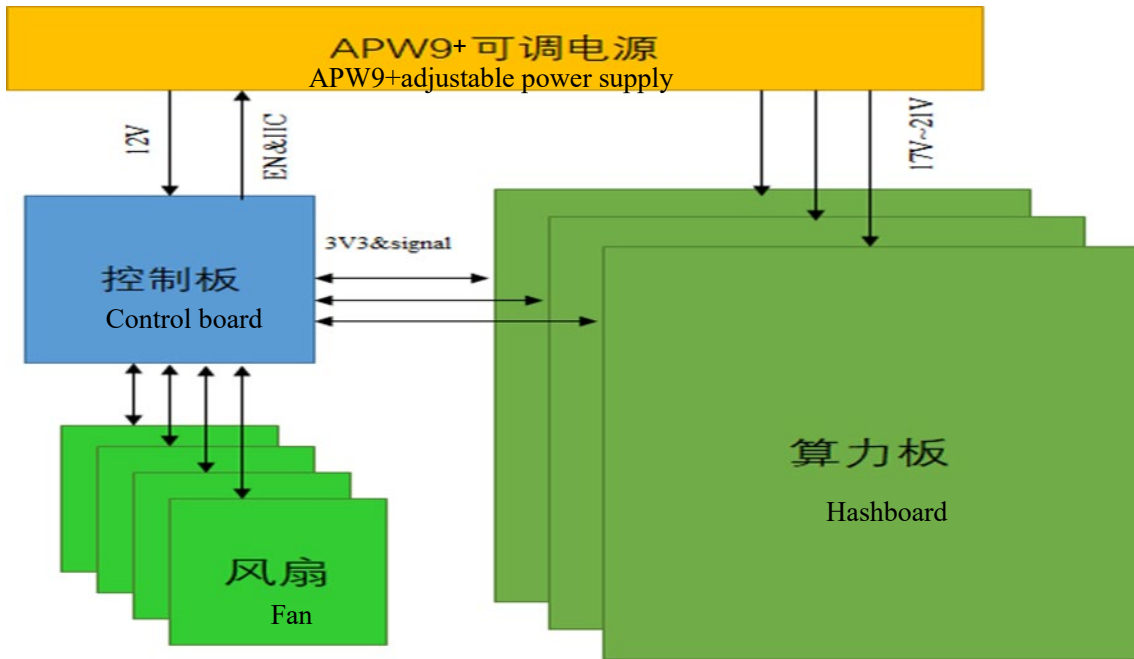 APW9+可调电源
APW9+adjustable power supply
12V
EN&IIC
17V~21V
3V3&signal
控制板
Control board
算力板
Hashboard
风扇
Fan